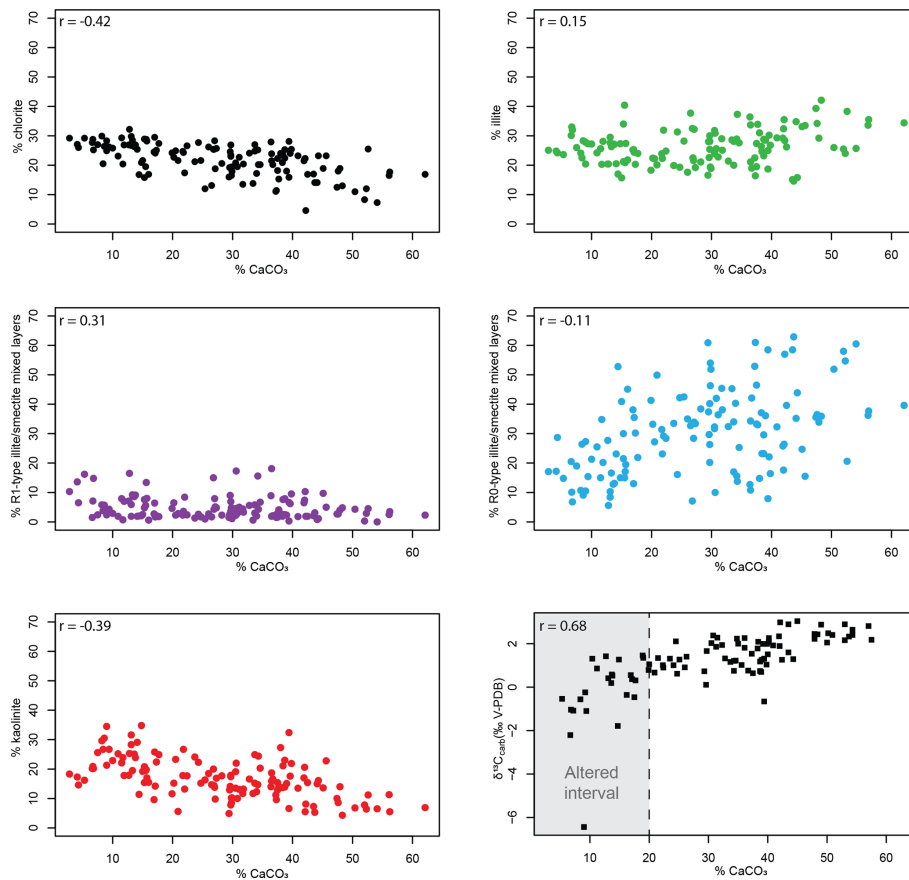 r = -0.42
% chlorite
0 10 20 30 40 50 60 70
10 20 30 40 50 60
% CaCO₃
r = 0.15
% illite
0 10 20 30 40 50 60 70
10 20 30 40 50 60
% CaCO₃
r = 0.31
% R1-type illite/smectite mixed layers
0 10 20 30 40 50 60 70
10 20 30 40 50 60
% CaCO₃
r = -0.11
% R0-type illite/smectite mixed layers
0 10 20 30 40 50 60 70
10 20 30 40 50 60
% CaCO₃
r = -0.39
% kaolinite
0 10 20 30 40 50 60 70
10 20 30 40 50 60
% CaCO₃
r = 0.68
δ¹³Ccarb(‰ V-PDB)
-6 -4 -2 0 2
Altered
interval
10 20 30 40 50 60
% CaCO₃